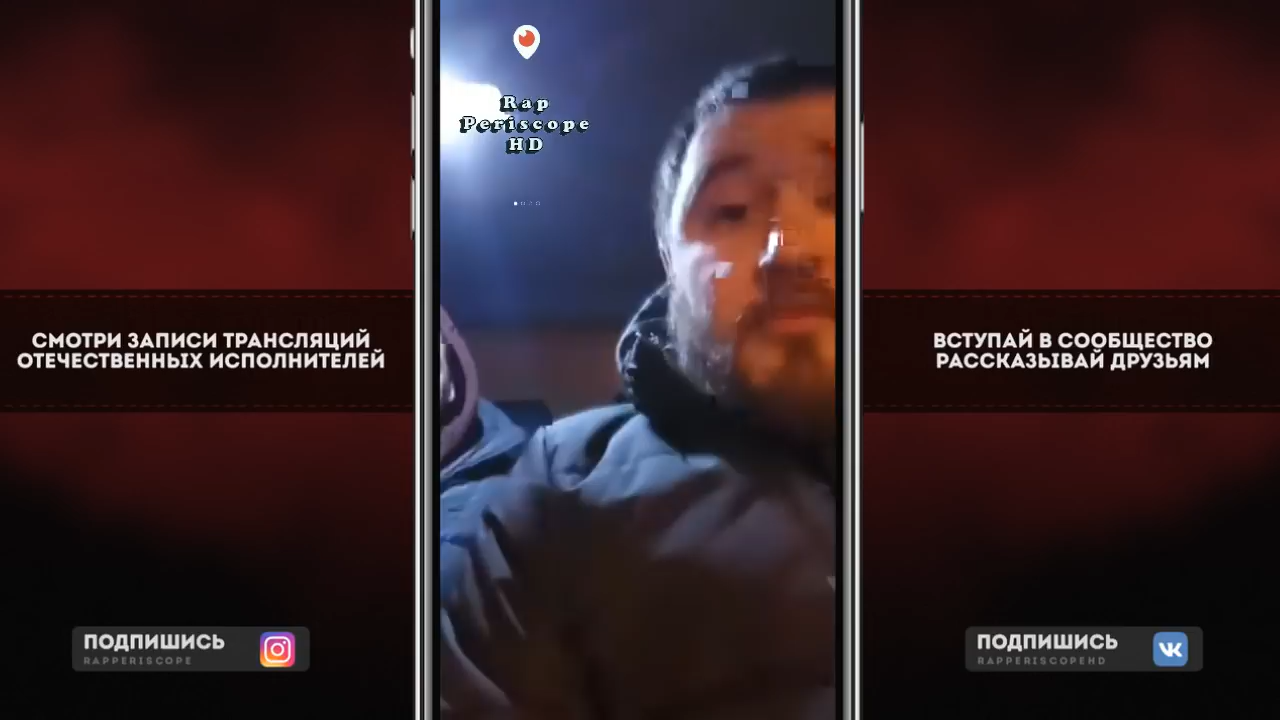 Rap
Periscope
HD
СМОТРИ ЗАПИСИ ТРАНСЛЯЦИЙ
ОТЕЧЕСТВЕННЫХ ИСПОЛНИТЕЛЕЙ
ВСТУПАЙ В СООБЩЕСТВО
РАССКАЗЫВАЙ ДРУЗЬЯМ
ПОДПИШИСЬ
RAPPERISCOPE
ПОДПИШИСЬ
RAPPERISCOPEHD